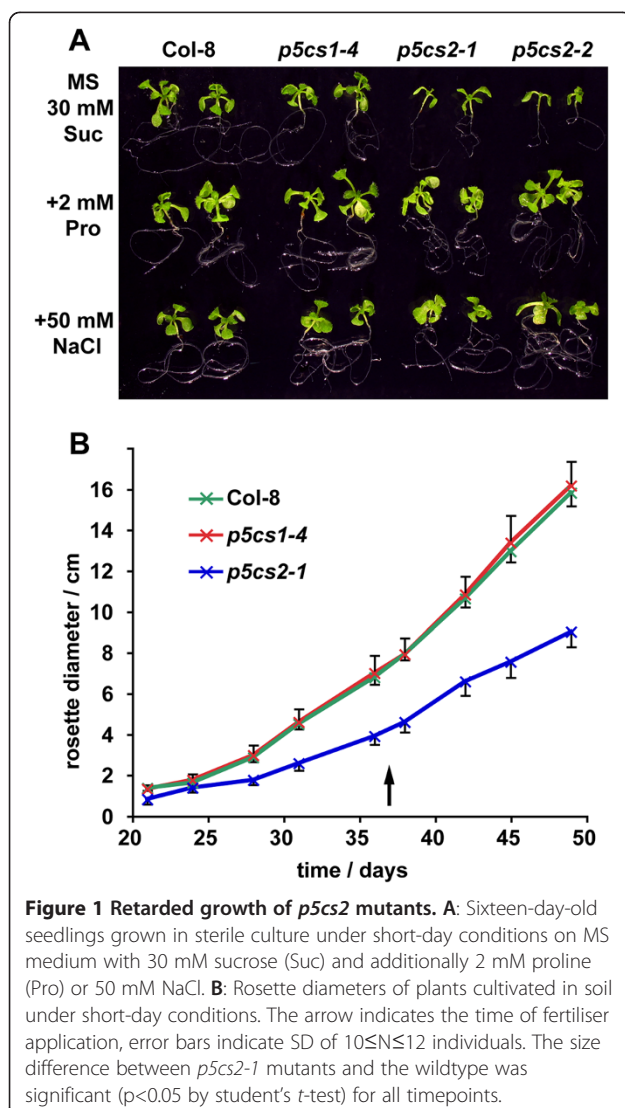 A
Col-8 p5cs1-4 p5cs2-1 p5cs2-2
MS
30 mM
Suc
+2 mM
Pro
+50 mM
NaCl
B
16
14
12
10
8
6
4
2
0
rosette diameter / cm
Col-8
p5cs1-4
p5cs2-1
20 25 30 35 40 45 50
time / days
Figure 1 Retarded growth of p5cs2 mutants. A: Sixteen-day-old
seedlings grown in sterile culture under short-day conditions on MS
medium with 30 mM sucrose (Suc) and additionally 2 mM proline
(Pro) or 50 mM NaCl. B: Rosette diameters of plants cultivated in soil
under short-day conditions. The arrow indicates the time of fertiliser
application, error bars indicate SD of 10≤N≤12 individuals. The size
difference between p5cs2-1 mutants and the wildtype was
significant (p<0.05 by student's t-test) for all timepoints.